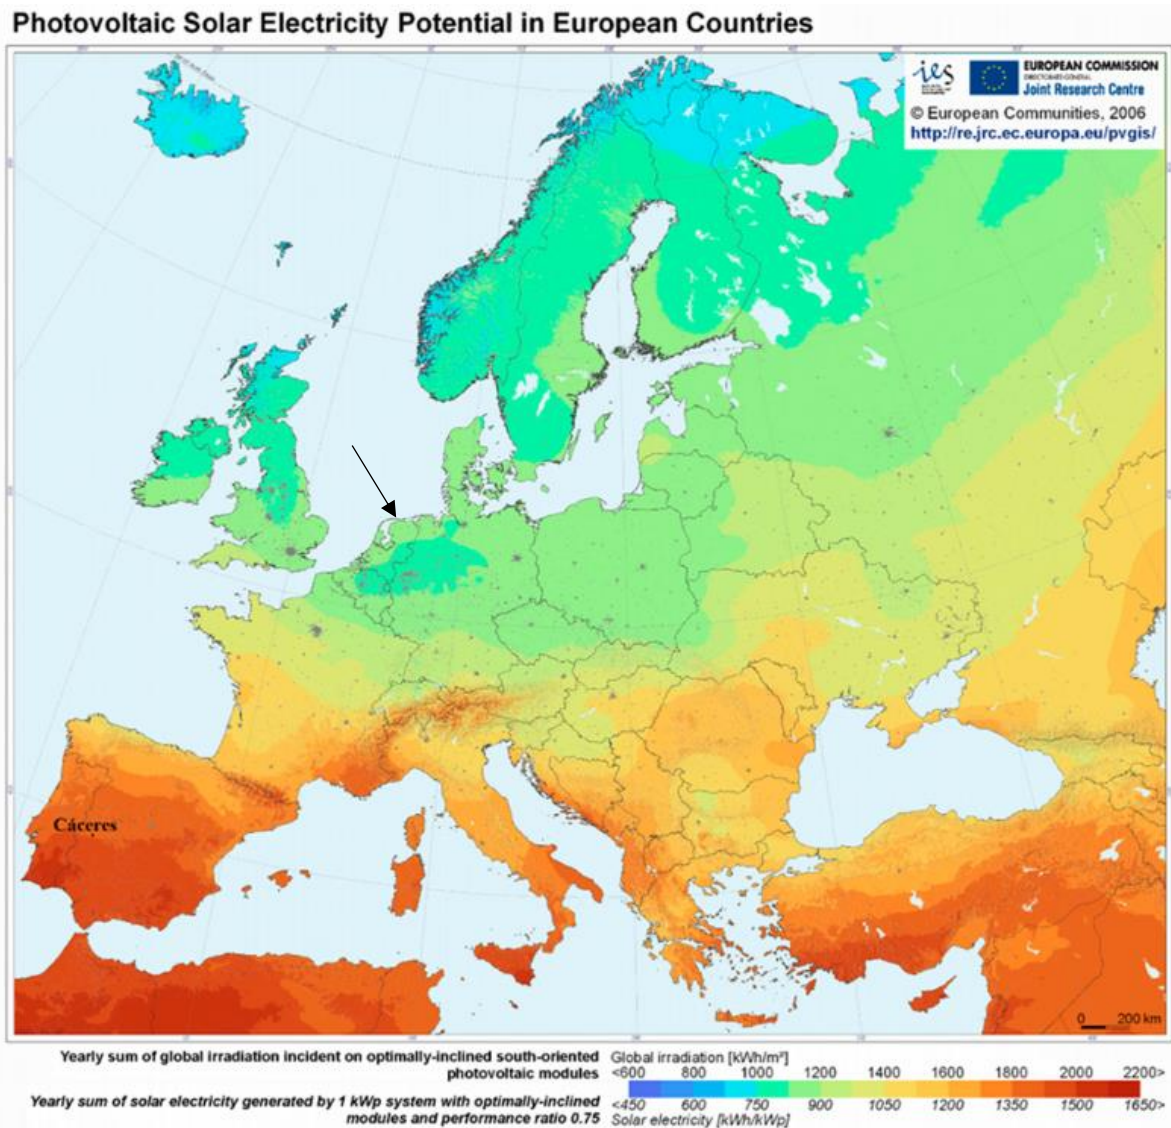 Photovoltaic Solar Electricity Potential in European Countries
ies
EUROPEAN COMMISSION
DIRECTORATE-GENERAL
Joint Research Centre
© European Communities, 2006
http://re.jrc.ec.europa.eu/pvgis/
Cáceres
0 200 km
Yearly sum of global irradiation incident on optimally-inclined south-oriented
photovoltaic modules
Global irradiation [kWh/m²]
<600 800 1000 1200 1400 1600 1800 2000 2200>
Yearly sum of solar electricity generated by 1 kWp system with optimally-inclined
modules and performance ratio 0.75
<450 600 750 900 1050 1200 1350 1500 1650>
Solar electricity [kWh/kWp]